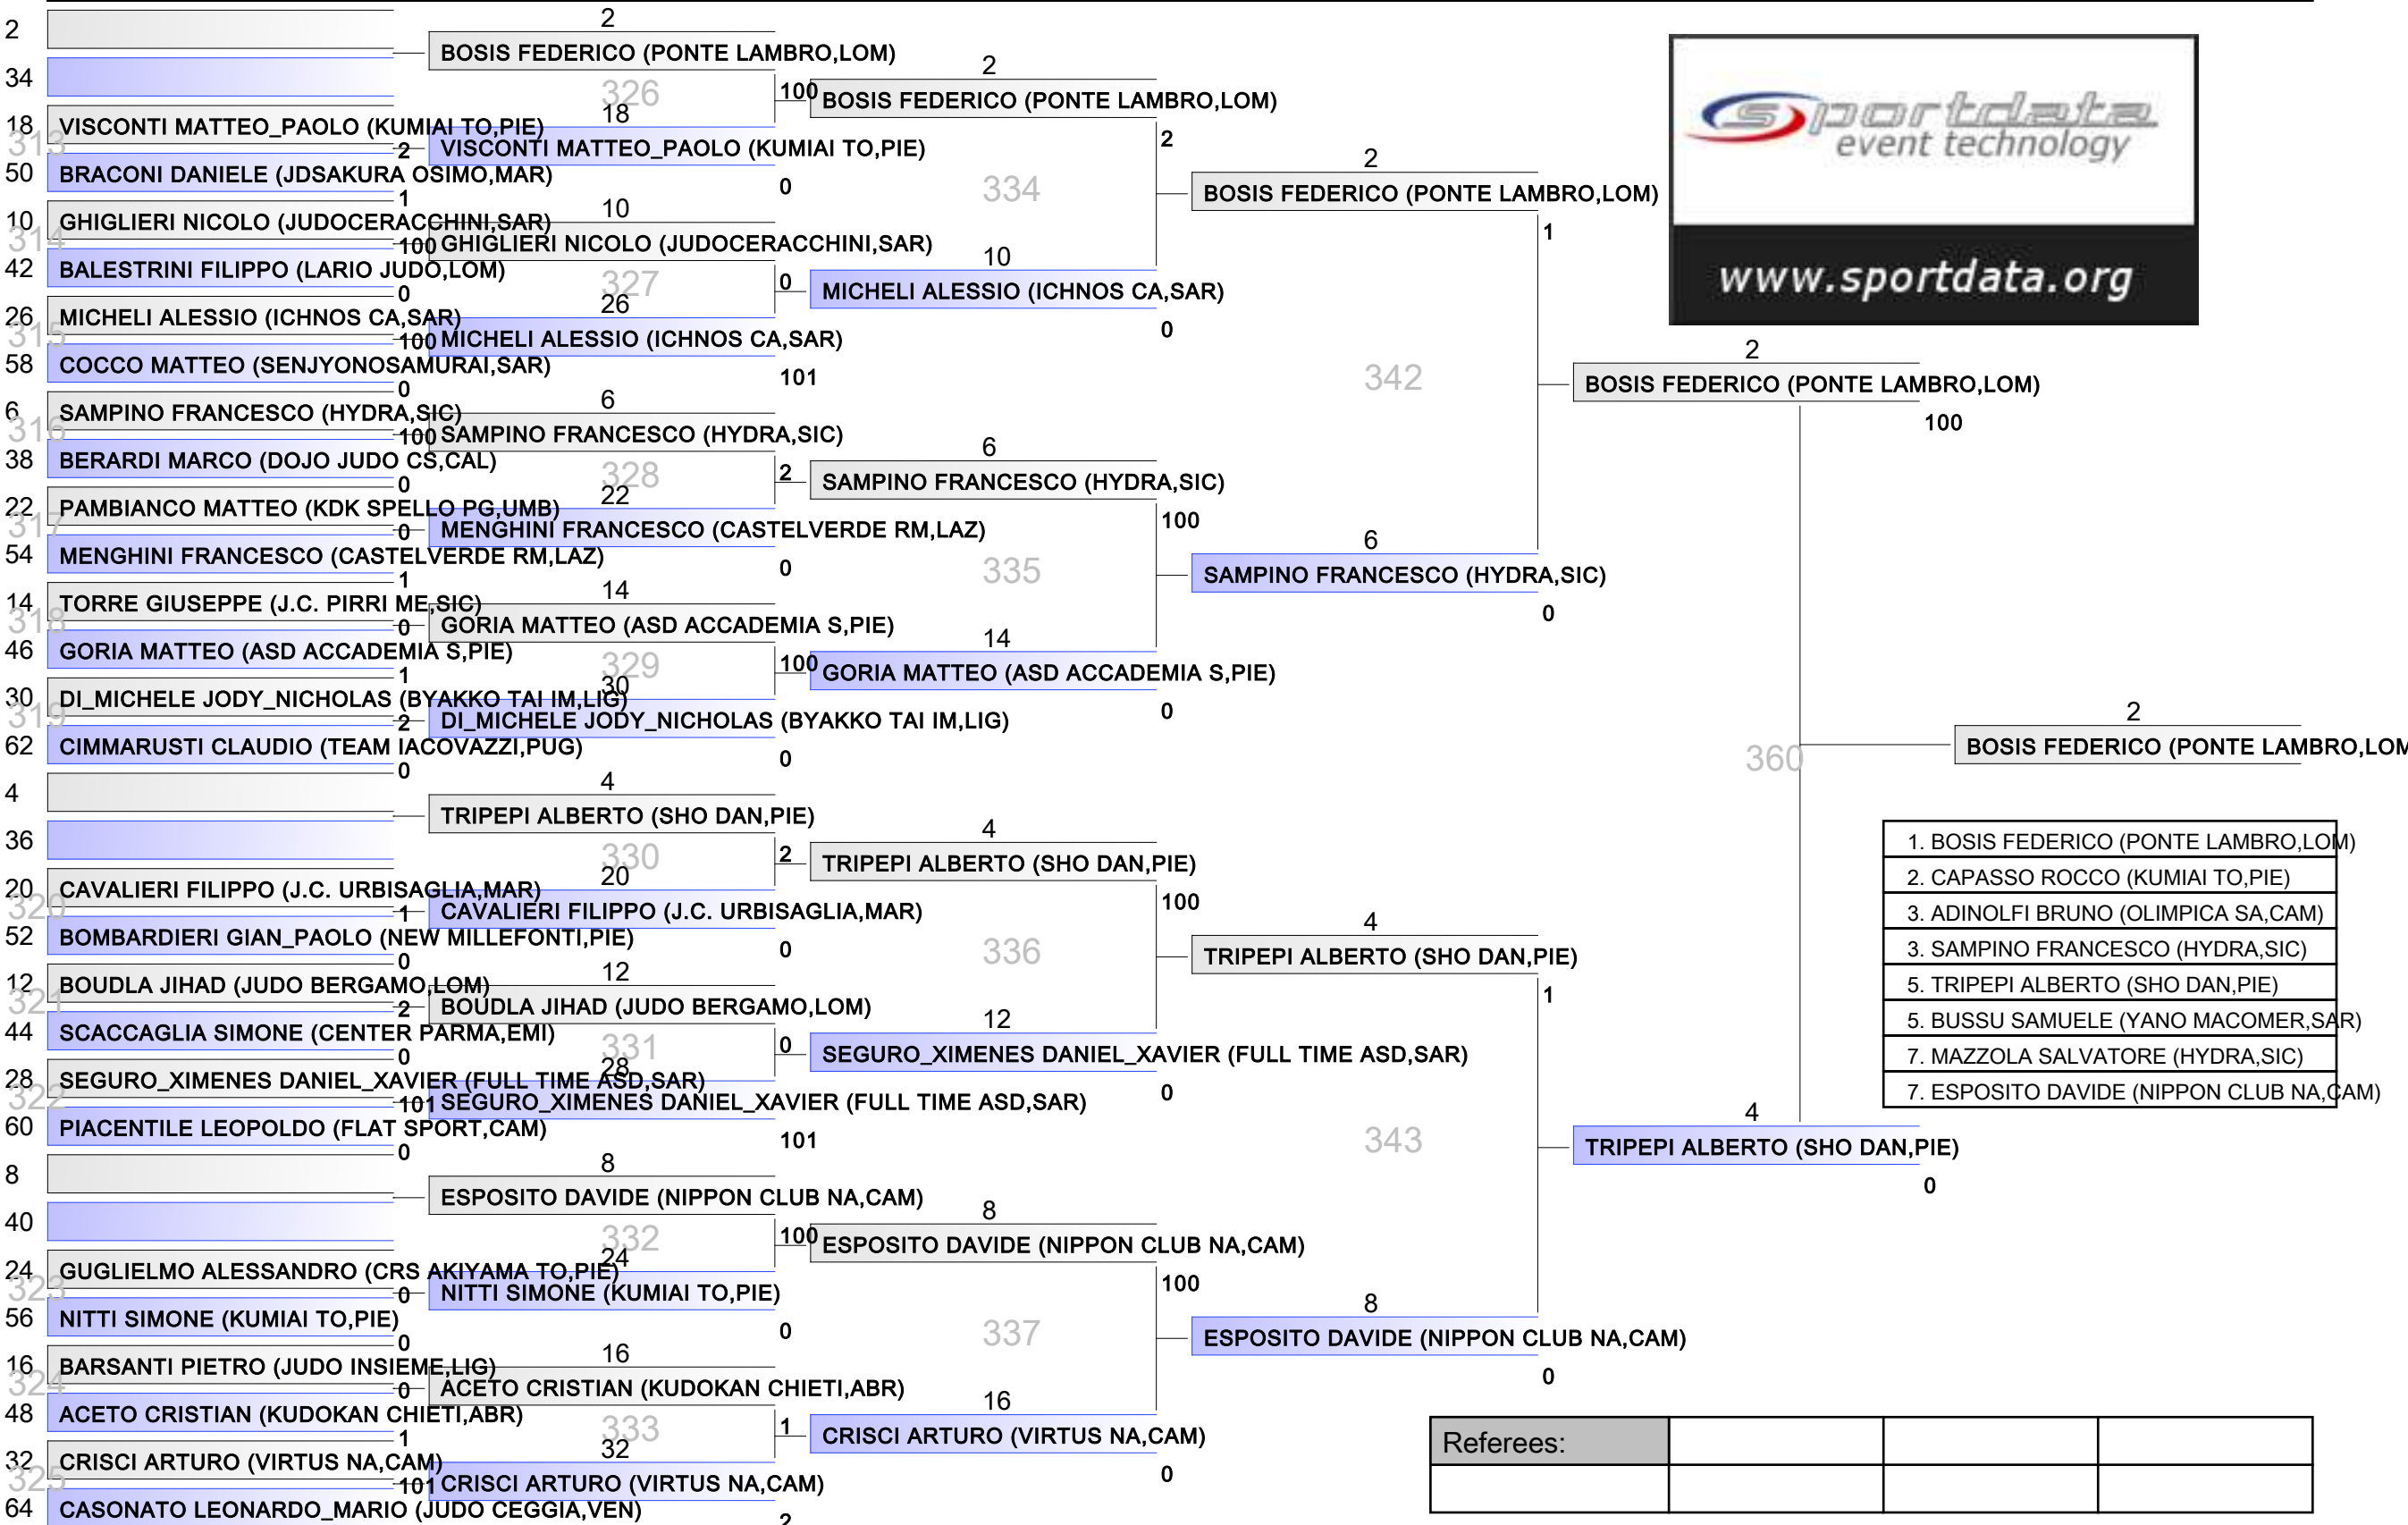 2
34
18 VISCONTI MATTEO_PAOLO (KUMIAI TO,PIE)
313
50 BRACONI DANIELE (JDSAKURA OSIMO,MAR)
2
1
10 GHIGLIERI NICOLO (JUDOCERACCHINI,SAR)
314
42 BALESTRINI FILIPPO (LARIO JUDO,LOM)
100
0
26 MICHELI ALESSIO (ICHNOS CA,SAR)
315
58 COCCO MATTEO (SENJYONOSAMURAI,SAR)
100
0
6 SAMPINO FRANCESCO (HYDRA,SIC)
316
38 BERARDI MARCO (DOJO JUDO CS,CAL)
100
0
22 PAMBIANCO MATTEO (KDK SPELLO PG,UMB)
317
54 MENGHINI FRANCESCO (CASTELVERDE RM,LAZ)
0
1
14 TORRE GIUSEPPE (J.C. PIRRI ME,SIC)
318
46 GORIA MATTEO (ASD ACCADEMIA S,PIE)
0
1
30 DI_MICHELE JODY_NICHOLAS (BYAKKO TAI IM,LIG)
319
62 CIMMARUSTI CLAUDIO (TEAM IACOVAZZI,PUG)
2
0
4
36
20 CAVALIERI FILIPPO (J.C. URBISAGLIA,MAR)
320
52 BOMBARDIERI GIAN_PAOLO (NEW MILLEFONTI,PIE)
1
0
12 BOUDLA JIHAD (JUDO BERGAMO,LOM)
321
44 SCACCAGLIA SIMONE (CENTER PARMA,EMI)
2
0
28 SEGURO_XIMENES DANIEL_XAVIER (FULL TIME ASD,SAR)
322
60 PIACENTILE LEOPOLDO (FLAT SPORT,CAM)
101
0
8
40
24 GUGLIELMO ALESSANDRO (CRS AKIYAMA TO,PIE)
323
56 NITTI SIMONE (KUMIAI TO,PIE)
0
0
16 BARSANTI PIETRO (JUDO INSIEME,LIG)
324
48 ACETO CRISTIAN (KUDOKAN CHIETI,ABR)
0
1
32 CRISCI ARTURO (VIRTUS NA,CAM)
325
64 CASONATO LEONARDO_MARIO (JUDO CEGGIA,VEN)
101
2
BOSIS FEDERICO (PONTE LAMBRO,LOM)
326
18
VISCONTI MATTEO_PAOLO (KUMIAI TO,PIE)
100
0
10
GHIGLIERI NICOLO (JUDOCERACCHINI,SAR)
327
26
MICHELI ALESSIO (ICHNOS CA,SAR)
0
101
6
SAMPINO FRANCESCO (HYDRA,SIC)
328
22
MENGHINI FRANCESCO (CASTELVERDE RM,LAZ)
2
0
14
GORIA MATTEO (ASD ACCADEMIA S,PIE)
329
30
DI_MICHELE JODY_NICHOLAS (BYAKKO TAI IM,LIG)
100
0
4
TRIPEPI ALBERTO (SHO DAN,PIE)
330
20
CAVALIERI FILIPPO (J.C. URBISAGLIA,MAR)
2
0
12
BOUDLA JIHAD (JUDO BERGAMO,LOM)
331
28
SEGURO_XIMENES DANIEL_XAVIER (FULL TIME ASD,SAR)
0
101
8
ESPOSITO DAVIDE (NIPPON CLUB NA,CAM)
332
24
NITTI SIMONE (KUMIAI TO,PIE)
100
0
16
ACETO CRISTIAN (KUDOKAN CHIETI,ABR)
333
32
CRISCI ARTURO (VIRTUS NA,CAM)
1
2
2
BOSIS FEDERICO (PONTE LAMBRO,LOM)
334
10
MICHELI ALESSIO (ICHNOS CA,SAR)
2
0
6
SAMPINO FRANCESCO (HYDRA,SIC)
335
14
GORIA MATTEO (ASD ACCADEMIA S,PIE)
100
0
4
TRIPEPI ALBERTO (SHO DAN,PIE)
336
12
SEGURO_XIMENES DANIEL_XAVIER (FULL TIME ASD,SAR)
100
0
8
ESPOSITO DAVIDE (NIPPON CLUB NA,CAM)
337
16
CRISCI ARTURO (VIRTUS NA,CAM)
100
0
2
BOSIS FEDERICO (PONTE LAMBRO,LOM)
342
6
SAMPINO FRANCESCO (HYDRA,SIC)
1
0
4
TRIPEPI ALBERTO (SHO DAN,PIE)
343
8
ESPOSITO DAVIDE (NIPPON CLUB NA,CAM)
1
0
2
BOSIS FEDERICO (PONTE LAMBRO,LOM)
100
360
4
TRIPEPI ALBERTO (SHO DAN,PIE)
0
2
BOSIS FEDERICO (PONTE LAMBRO,LOM
sportdata
event technology
www.sportdata.org
1. BOSIS FEDERICO (PONTE LAMBRO,LOM)
2. CAPASSO ROCCO (KUMIAI TO,PIE)
3. ADINOLFI BRUNO (OLIMPICA SA,CAM)
3. SAMPINO FRANCESCO (HYDRA,SIC)
5. TRIPEPI ALBERTO (SHO DAN,PIE)
5. BUSSU SAMUELE (YANO MACOMER,SAR)
7. MAZZOLA SALVATORE (HYDRA,SIC)
7. ESPOSITO DAVIDE (NIPPON CLUB NA,CAM)
Referees: